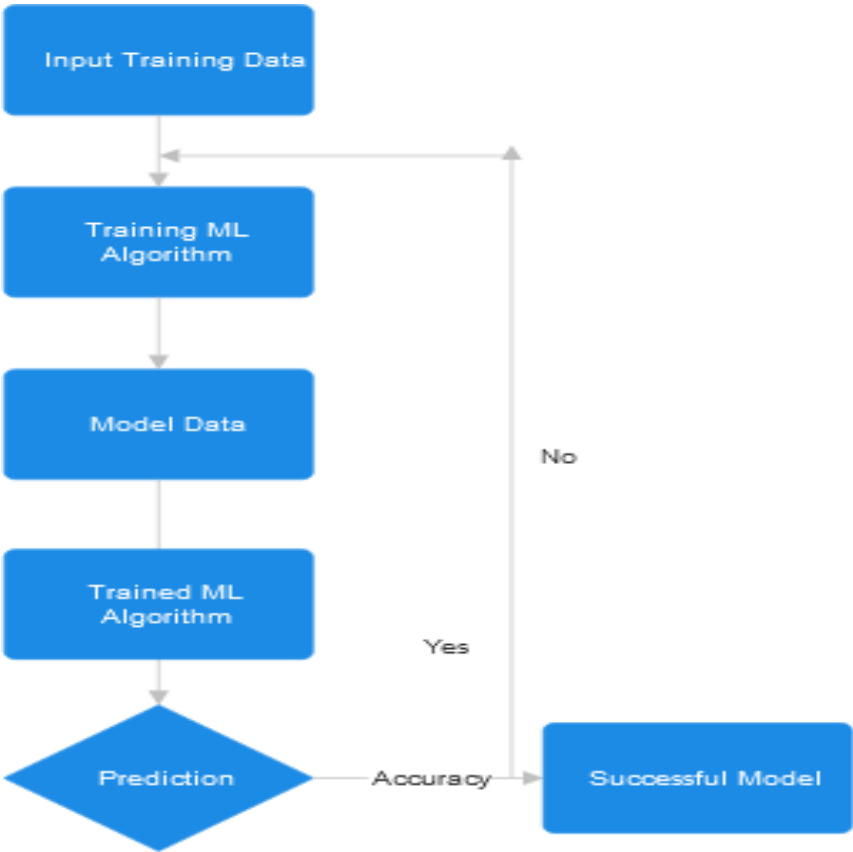 Input Training Data
Training ML
Algorithm
Model Data
No
Trained ML
Algorithm
Yes
Prediction
Accuracy
Successful Model